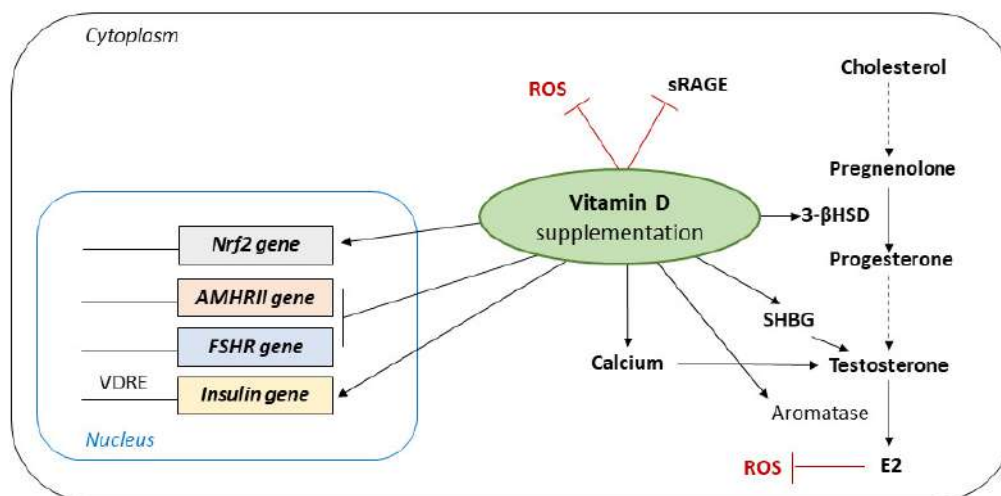 Cytoplasm
ROS
sRAGE
Cholesterol
Pregnenolone
Vitamin D
supplementation
3-βHSD
Nrf2 gene
Progesterone
AMHRII gene
SHBG
FSHR gene
Calcium
Testosterone
VDRE
Insulin gene
Aromatase
Nucleus
ROS
E2